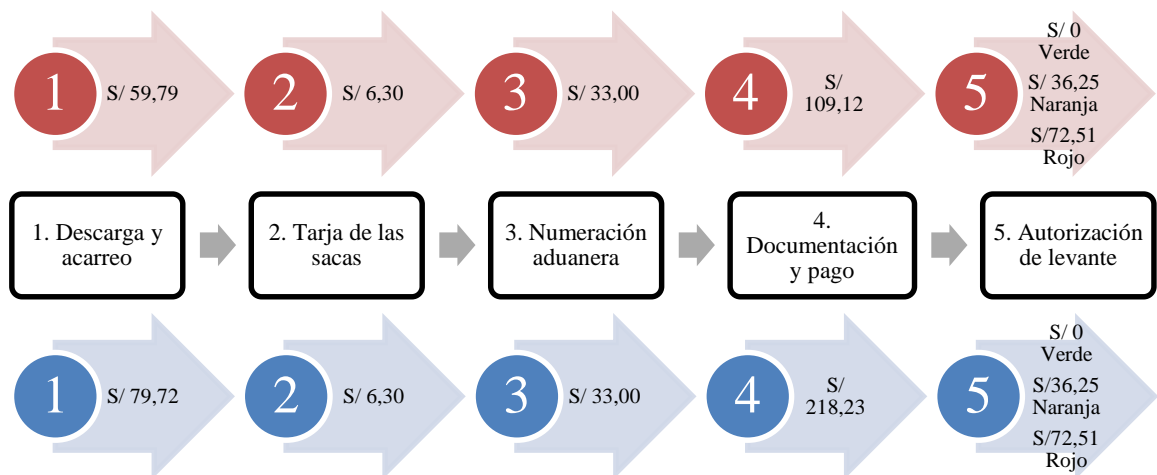 1
S/ 59,79
2
S/ 6,30
3
S/ 33,00
4
S/
109,12
5
S/ 0
Verde
S/ 36,25
Naranja
S/72,51
Rojo
1. Descarga y
acarreo
2. Tarja de las
sacas
3. Numeración
aduanera
4.
Documentación
y pago
5. Autorización
de levante
1
S/ 79,72
2
S/ 6,30
3
S/ 33,00
4
S/
218,23
5
S/ 0
Verde
S/36,25
Naranja
S/72,51
Rojo